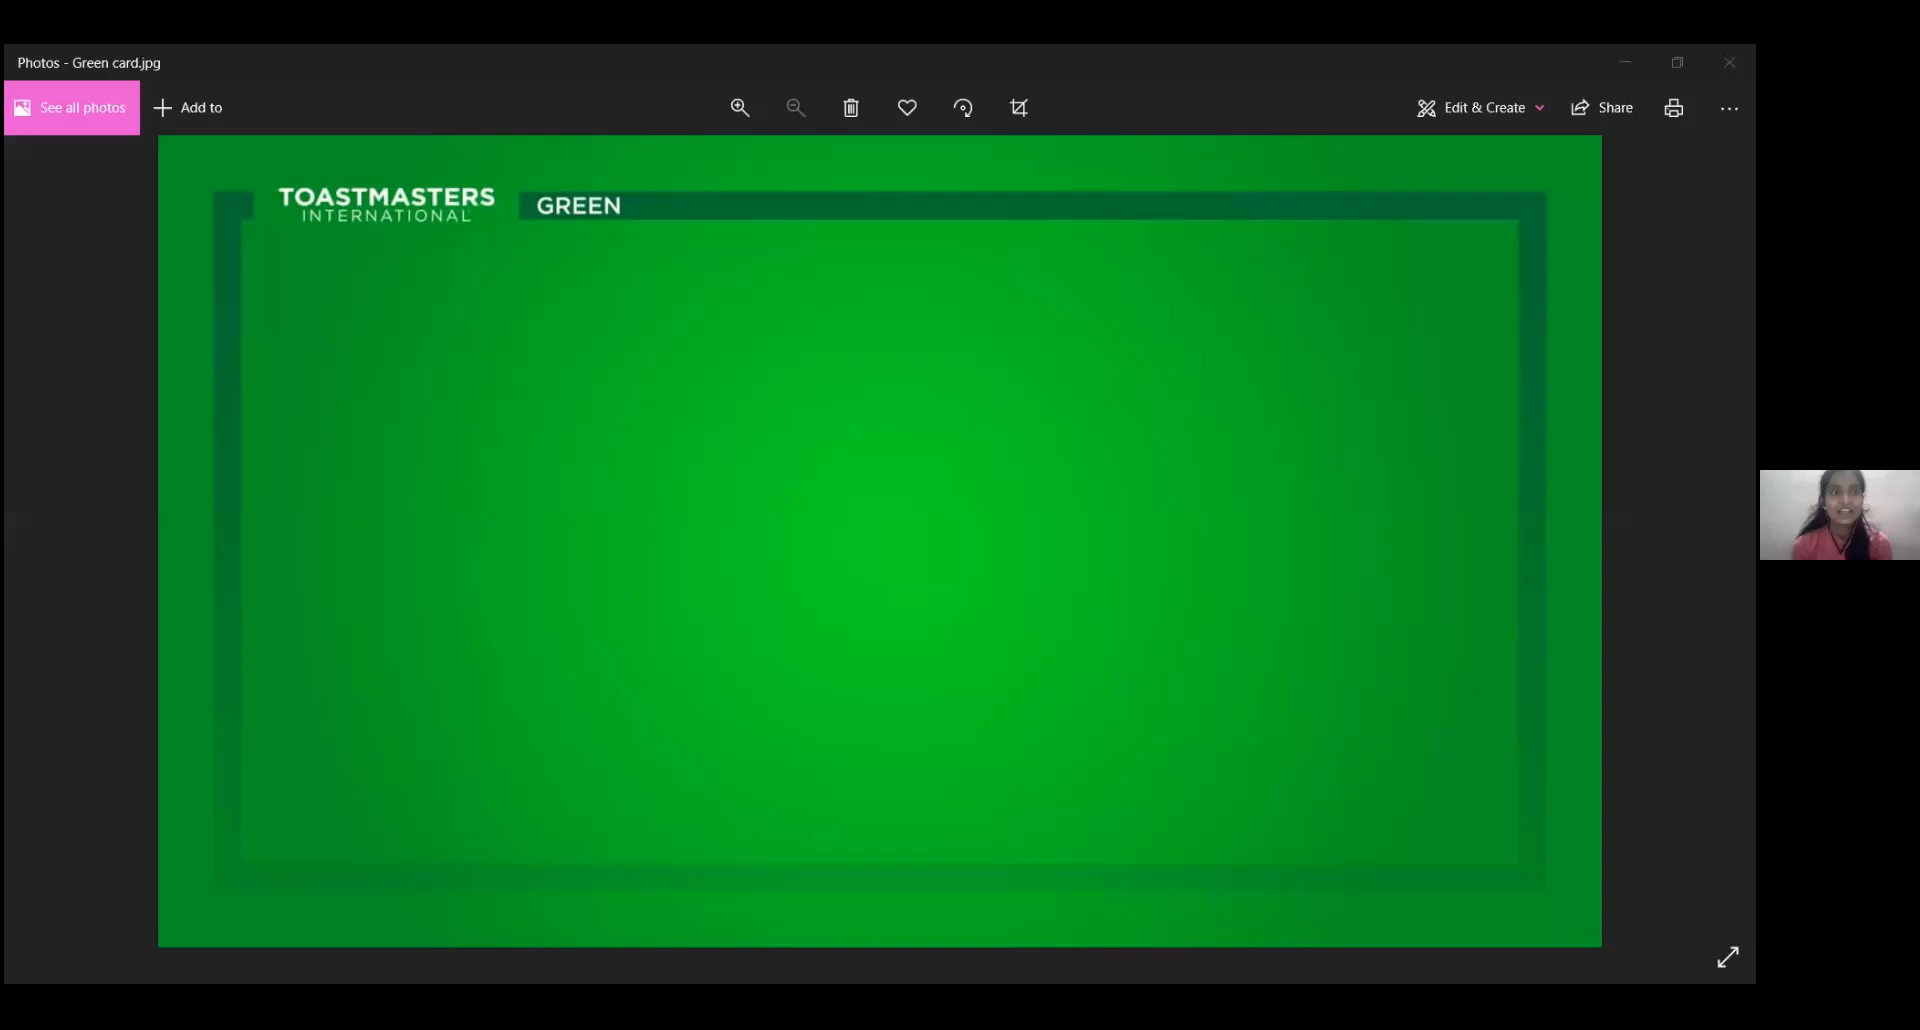 Photos - Green card.jpg
See all photos
Add to
Edit & Create
Share
TOASTMASTERS
INTERNATIONAL
GREEN